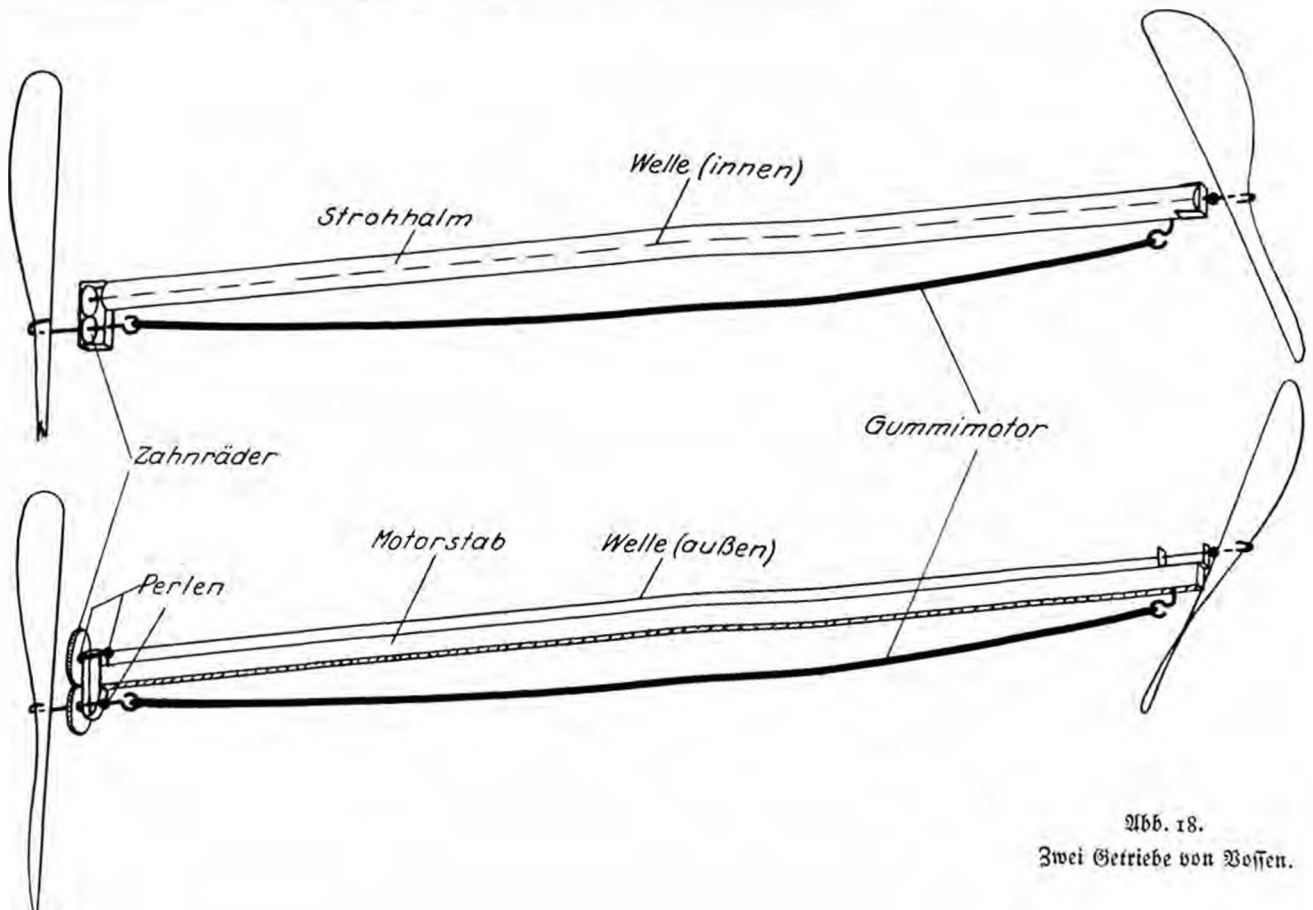 Welle (innen)
Strohhalm
Gummimotor
Zahnräder
Motorstab
Welle (außen)
Perlen
Abb. 18.
Zwei Getriebe von Vossen.